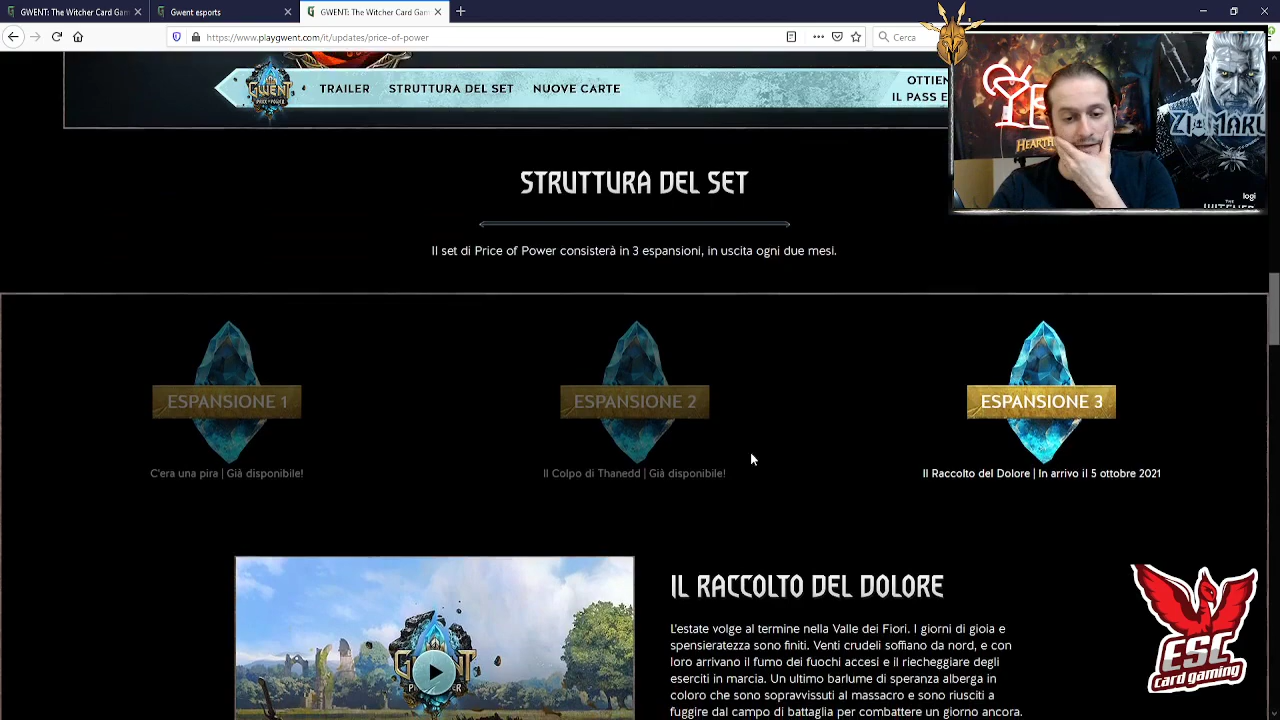 GWENT: The Witcher Card Gam
Gwent esports
GWENT: The Witcher Card Gam
https://www.playgwent.com/it/updates/price-of-power
Cerca
GWENT
TRAILER
STRUTTURA DEL SET
NUOVE CARTE
OTTIEN
IL PASS E
HEARTH
ZIOMARU
logi
THE
WITCHER
STRUTTURA DEL SET
Il set di Price of Power consisterà in 3 espansioni, in uscita ogni due mesi.
ESPANSIONE 1
ESPANSIONE 2
ESPANSIONE 3
C'era una pira | Già disponibile!
Il Colpo di Thanedd | Già disponibile!
Il Raccolto del Dolore | In arrivo il 5 ottobre 2021
GWENT
IL RACCOLTO DEL DOLORE
L'estate volge al termine nella Valle dei Fiori. I giorni di gioia e
spensieratezza sono finiti. Venti crudeli soffiano da nord, e con
loro arrivano il fumo dei fuochi accesi e il riecheggiare degli
eserciti in marcia. Un ultimo barlume di speranza alberga in
coloro che sono sopravvissuti al massacro e sono riusciti a
fuggire dal campo di battaglia per combattere un giorno ancora.
ESC
card gaming